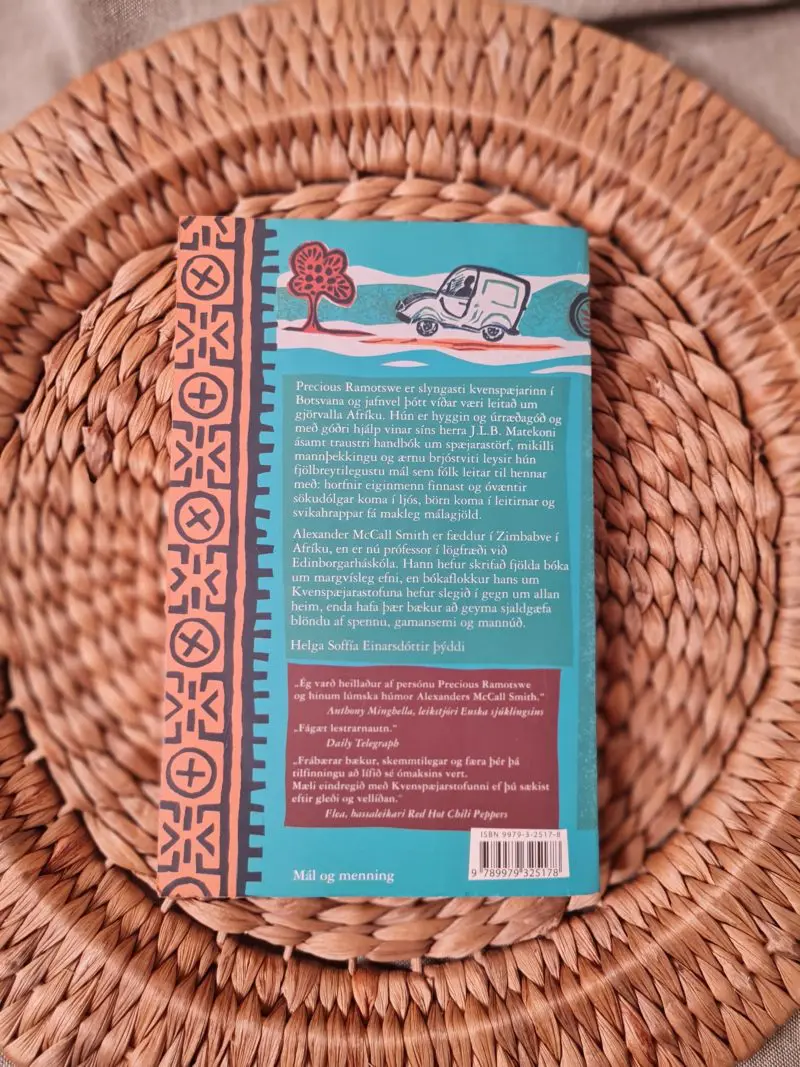 Precious Ramotswe er slyngasti kvenspæjarinn í
Botsvana og jafnvel þótt víðar væri leitað um
gjörvalla Afríku. Hún er hyggin og úrræðagóð og
með góðri hjálp vinar síns herra J.L.B. Matekoni
ásamt traustri handbók um spæjarastörf, mikilli
mannþekkingu og ærnu brjóstviti leysir hún
fjölbreytilegustu mál sem fólk leitar til hennar
með: horfnir eiginmenn finnast og óvæntir
sökudólgar koma í ljós, börn koma í leitirnar og
svikahrappar fá makleg málagjöld.
Alexander McCall Smith er fæddur í Zimbabve í
Afríku, en er nú prófessor í lögfræði við
Edinborgarháskóla. Hann hefur skrifað fjölda bóka
um margvísleg efni, en bókaflokkur hans um
Kvenspæjarastofuna hefur slegið í gegn um allan
heim, enda hafa þær bækur að geyma sjaldgæfa
blöndu af spennu, gamansemi og mannúð.
Helga Soffía Einarsdóttir þýddi
„Ég varð heillaður af persónu Precious Ramotswe
og hinum lúmska húmor Alexanders McCall Smith.“
Anthony Minghella, leikstjóri Enska sjúklingsins
„Fágæt lestrarnautn.“
Daily Telegraph
„Frábærar bækur, skemmtilegar og færa þér þá
tilfinningu að lífið sé ómaksins vert.
Mæli eindregið með Kvenspæjarstofunni ef þú sækist
eftir gleði og vellíðan.“
Flea, bassaleikari Red Hot Chili Peppers
ISBN 9979-3-2517-8
9 789979 325178
Mál og menning